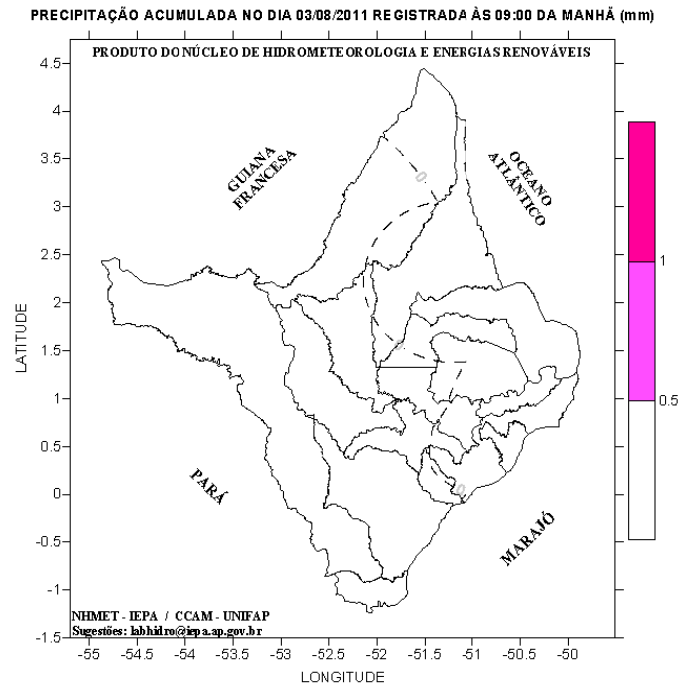 PRECIPITAÇÃO ACUMULADA NO DIA 03/08/2011 REGISTRADA ÀS 09:00 DA MANHÃ (mm)
PRODUTO DO NÚCLEO DE HIDROMETEOROLOGIA E ENERGIAS RENOVÁVEIS
4.5
4
3.5
3
2.5
2
1.5
1
0.5
0
-0.5
-1
-1.5
LATITUDE
GUIANA
FRANCESA
OCEANO
ATLÂNTICO
0
0
0
PARÁ
MARAJÓ
1
0.5
NHMET - IEPA / CCAM - UNIFAP
Sugestões: labhidro@iepa.ap.gov.br
-55
-54.5
-54
-53.5
-53
-52.5
-52
-51.5
-51
-50.5
-50
LONGITUDE